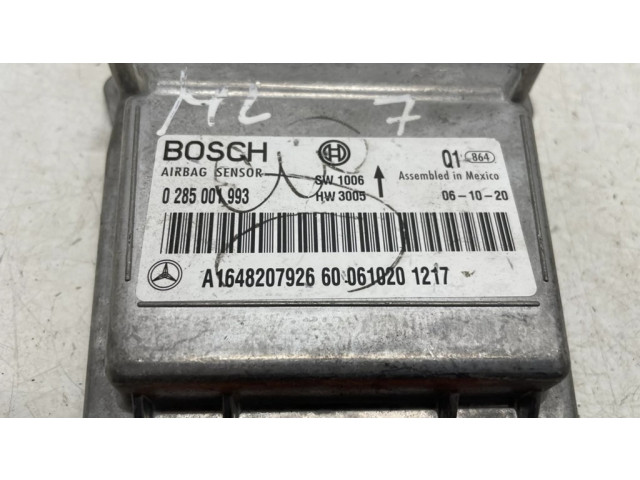 ML 7
BOSCH
Q1 864
AIRBAG SENSOR
SW 1006
Assembled in Mexico
0 285 001 993
HW 3005
06-10-20
A1648207926 60 061020 1217